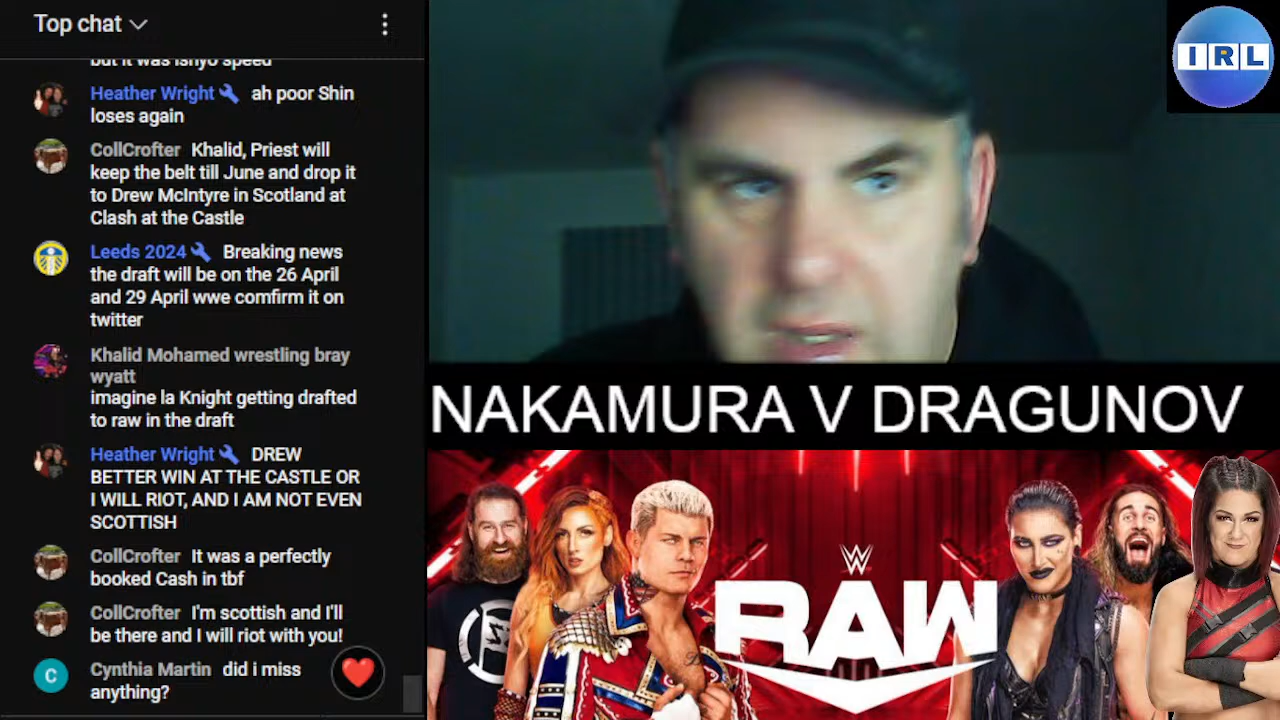 Top chat
but it was Ishyo speed
Heather Wright ah poor Shin
loses again
CollCrofter Khalid, Priest will
keep the belt till June and drop it
to Drew McIntyre in Scotland at
Clash at the Castle
Leeds 2024 Breaking news
the draft will be on the 26 April
and 29 April wwe comfirm it on
twitter
Khalid Mohamed wrestling bray
wyatt
imagine la Knight getting drafted
to raw in the draft
Heather Wright DREW
BETTER WIN AT THE CASTLE OR
I WILL RIOT, AND I AM NOT EVEN
SCOTTISH
CollCrofter It was a perfectly
booked Cash in tbf
CollCrofter I'm scottish and I'll
be there and I will riot with you!
Cynthia Martin did i miss
anything?
C
IRL
NAKAMURA V DRAGUNOV
W
RAW